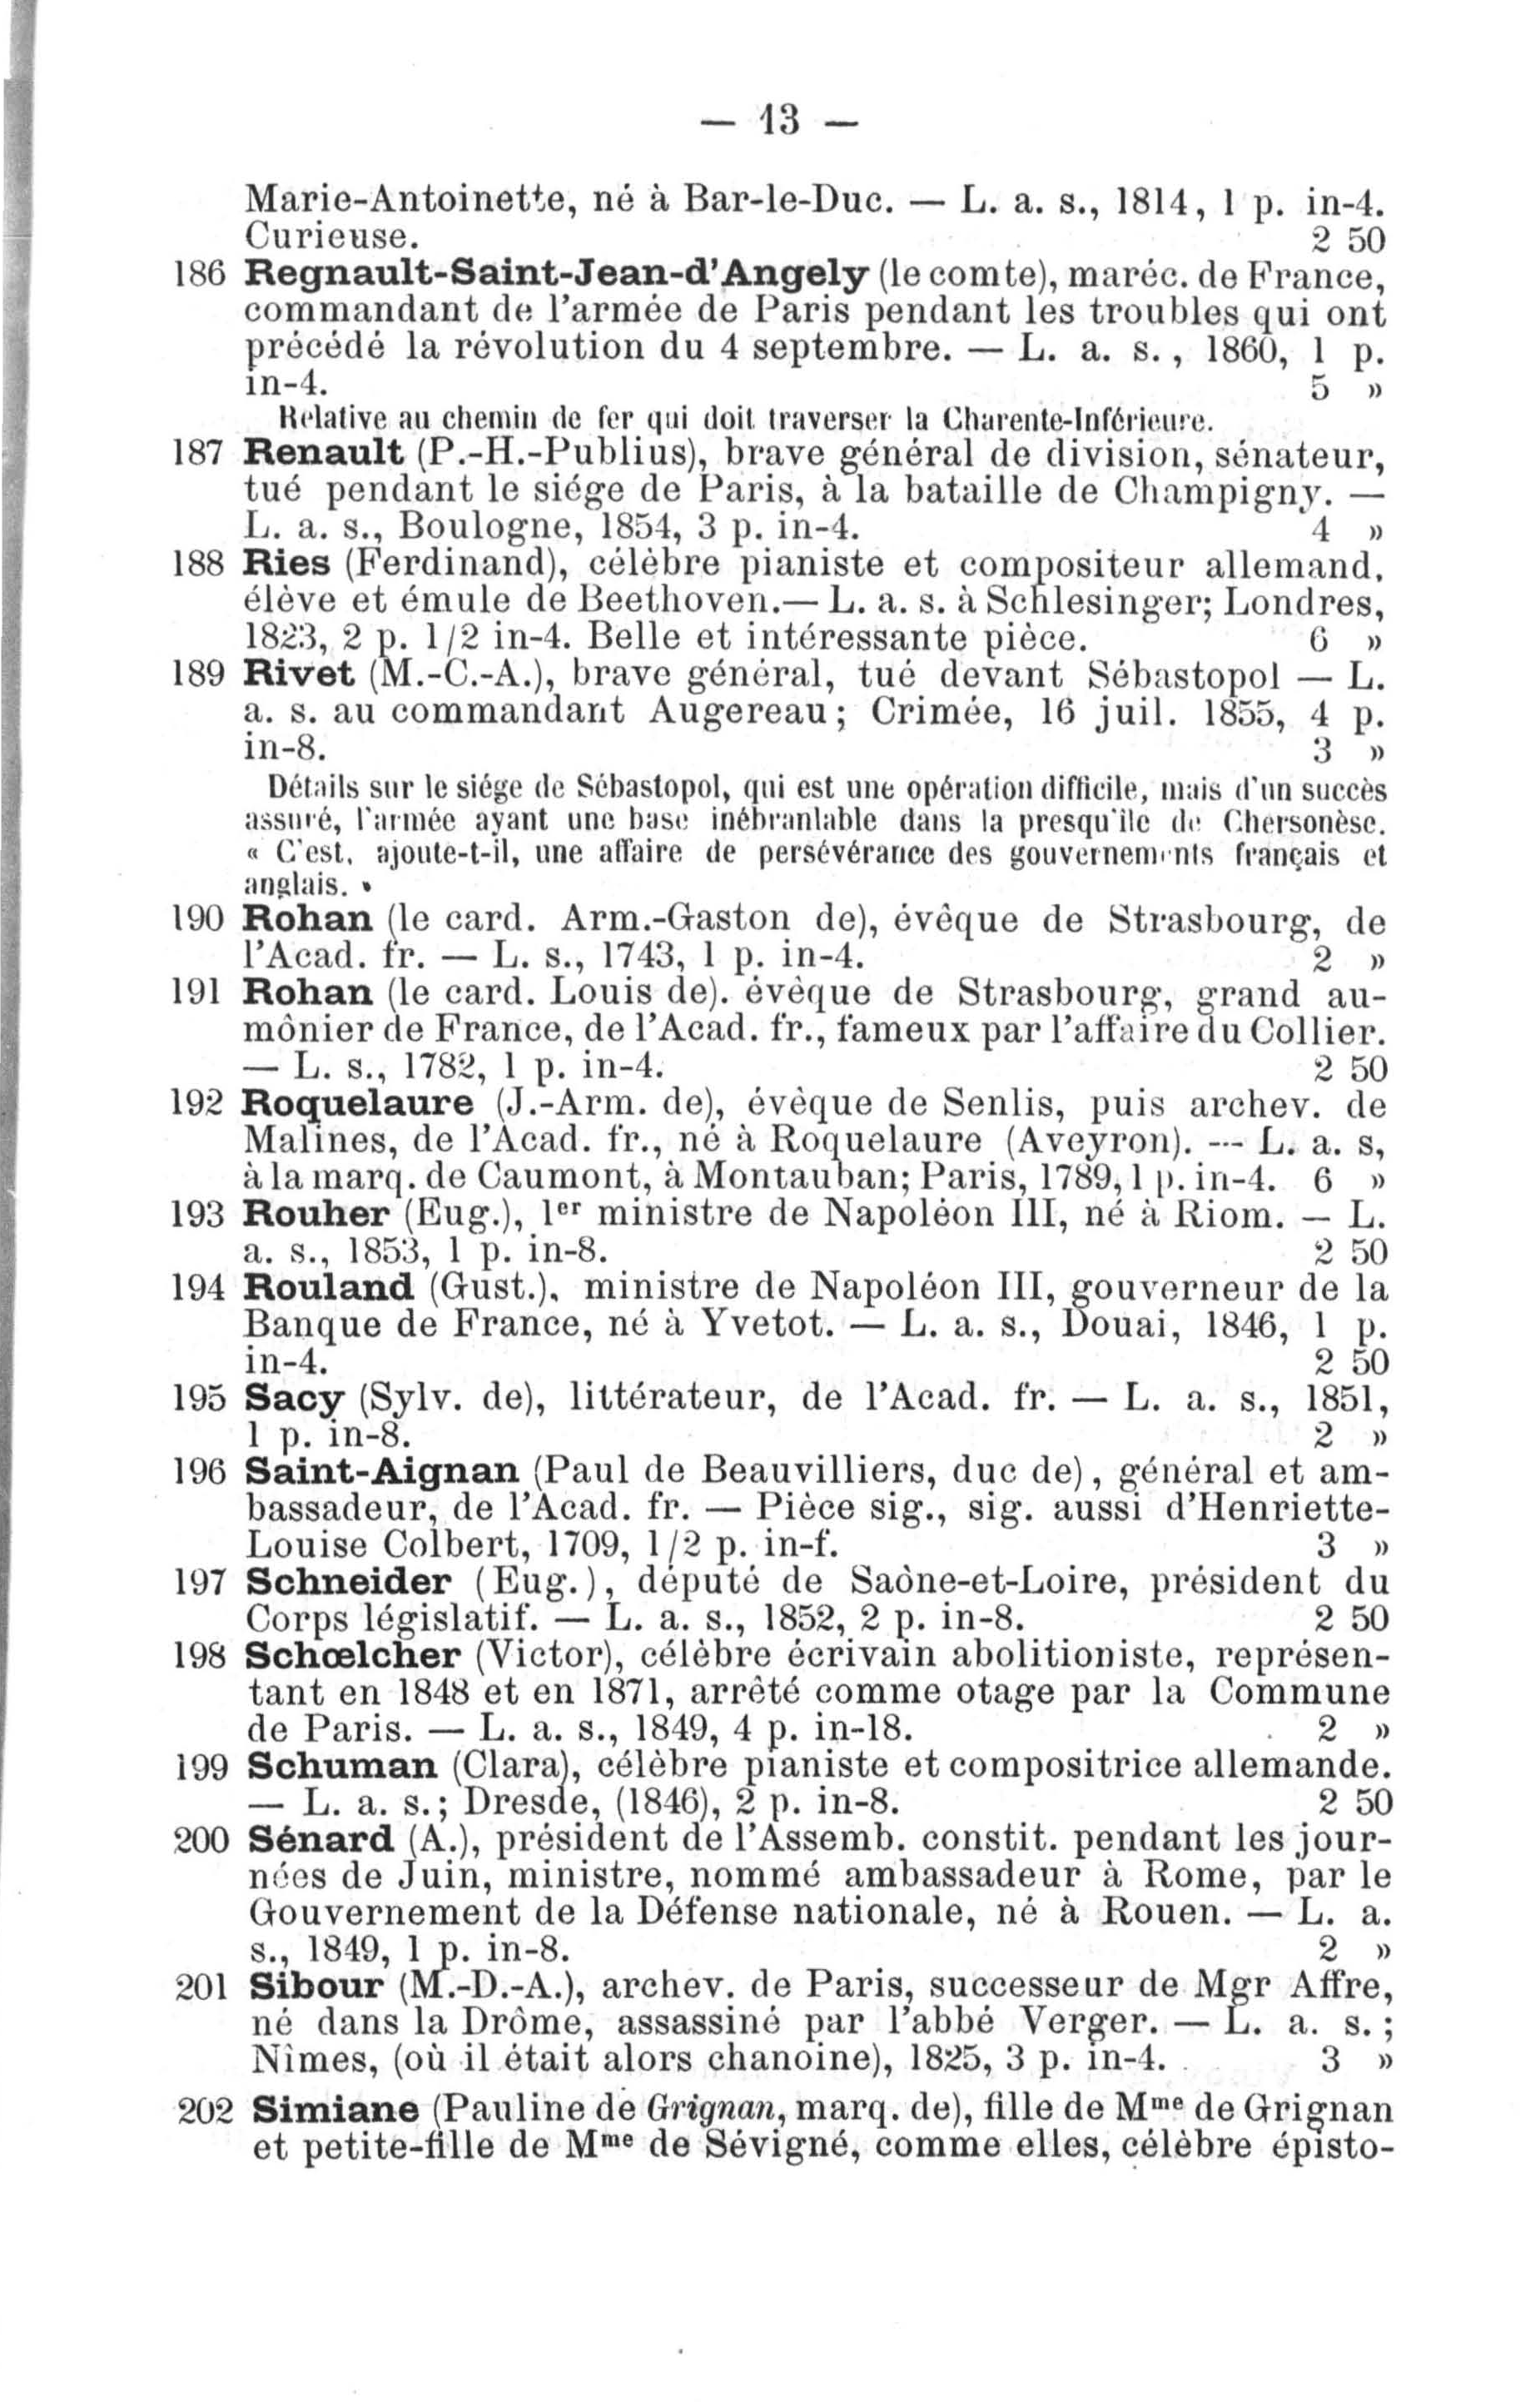 — 13 —
Marie-Antoinette, né à Bar-le-Duc. — L. a. s., 1814, 1 p. in-4.
Curieuse. 2 50
186 Regnault-Saint-Jean-d'Angely (le comte), maréc. de France,
commandant de l'armée de Paris pendant les troubles qui ont
précédé la révolution du 4 septembre. — L. a. s., 1860, 1 p.
in-4. 5 »
Relative au chemin de fer qui doit traverser la Charente-Inférieure.
187 Renault (P.-H.-Publius), brave général de division, sénateur,
tué pendant le siége de Paris, à la bataille de Champigny. —
L. a. s., Boulogne, 1854, 3 p. in-4. 4 »
188 Ries (Ferdinand), célèbre pianiste et compositeur allemand,
élève et émule de Beethoven. — L. a. s. à Schlesinger; Londres,
1823, 2 p. 1/2 in-4. Belle et intéressante pièce. 6 »
189 Rivet (M.-C.-A.), brave général, tué devant Sébastopol — L.
a. s. au commandant Augereau; Crimée, 16 juil. 1855, 4 p.
in-8. 3 »
Détails sur le siége de Sébastopol, qui est une opération difficile, mais d'un succès
assuré, l'armée ayant une base inébranlable dans la presqu'île de Chersonèse.
« C'est, ajoute-t-il, une affaire de persévérance des gouvernements français et
anglais. »
190 Rohan (le card. Arm.-Gaston de), évêque de Strasbourg, de
l'Acad. fr. — L. s., 1743, 1 p. in-4. 2 »
191 Rohan (le card. Louis de). évêque de Strasbourg, grand au-
mônier de France, de l'Acad. fr., fameux par l'affaire du Collier.
— L. s., 1782, 1 p. in-4. 2 50
192 Roquelaure (J.-Arm. de), évêque de Senlis, puis archev. de
Malines, de l'Acad. fr., né à Roquelaure (Aveyron). — L. a. s,
à la marq. de Caumont, à Montauban; Paris, 1789, 1 p. in-4. 6 »
193 Rouher (Eug.), 1er ministre de Napoléon III, né à Riom. — L.
a. s., 1853, 1 p. in-8. 2 50
194 Rouland (Gust.), ministre de Napoléon III, gouverneur de la
Banque de France, né à Yvetot. — L. a. s., Douai, 1846, 1 p.
in-4. 2 50
195 Sacy (Sylv. de), littérateur, de l'Acad. fr. — L. a. s., 1851,
1 p. in-8. 2 »
196 Saint-Aignan (Paul de Beauvilliers, duc de), général et am-
bassadeur, de l'Acad. fr. — Pièce sig., sig. aussi d'Henriette-
Louise Colbert, 1709, 1/2 p. in-f. 3 »
197 Schneider (Eug.), député de Saône-et-Loire, président du
Corps législatif. — L. a. s., 1852, 2 p. in-8. 2 50
198 Schœlcher (Victor), célèbre écrivain abolitioniste, représen-
tant en 1848 et en 1871, arrêté comme otage par la Commune
de Paris. — L. a. s., 1849, 4 p. in-18. 2 »
199 Schuman (Clara), célèbre pianiste et compositrice allemande.
— L. a. s.; Dresde, (1846), 2 p. in-8. 2 50
200 Sénard (A.), président de l'Assemb. constit. pendant les jour-
nées de Juin, ministre, nommé ambassadeur à Rome, par le
Gouvernement de la Défense nationale, né à Rouen. — L. a.
s., 1849, 1 p. in-8. 2 »
201 Sibour (M.-D.-A.), archev. de Paris, successeur de Mgr Affre,
né dans la Drôme, assassiné par l'abbé Verger. — L. a. s.;
Nîmes, (où il était alors chanoine), 1825, 3 p. in-4. 3 »
202 Simiane (Pauline de Grignan, marq. de), fille de Mme de Grignan
et petite-fille de Mme de Sévigné, comme elles, célèbre épisto-